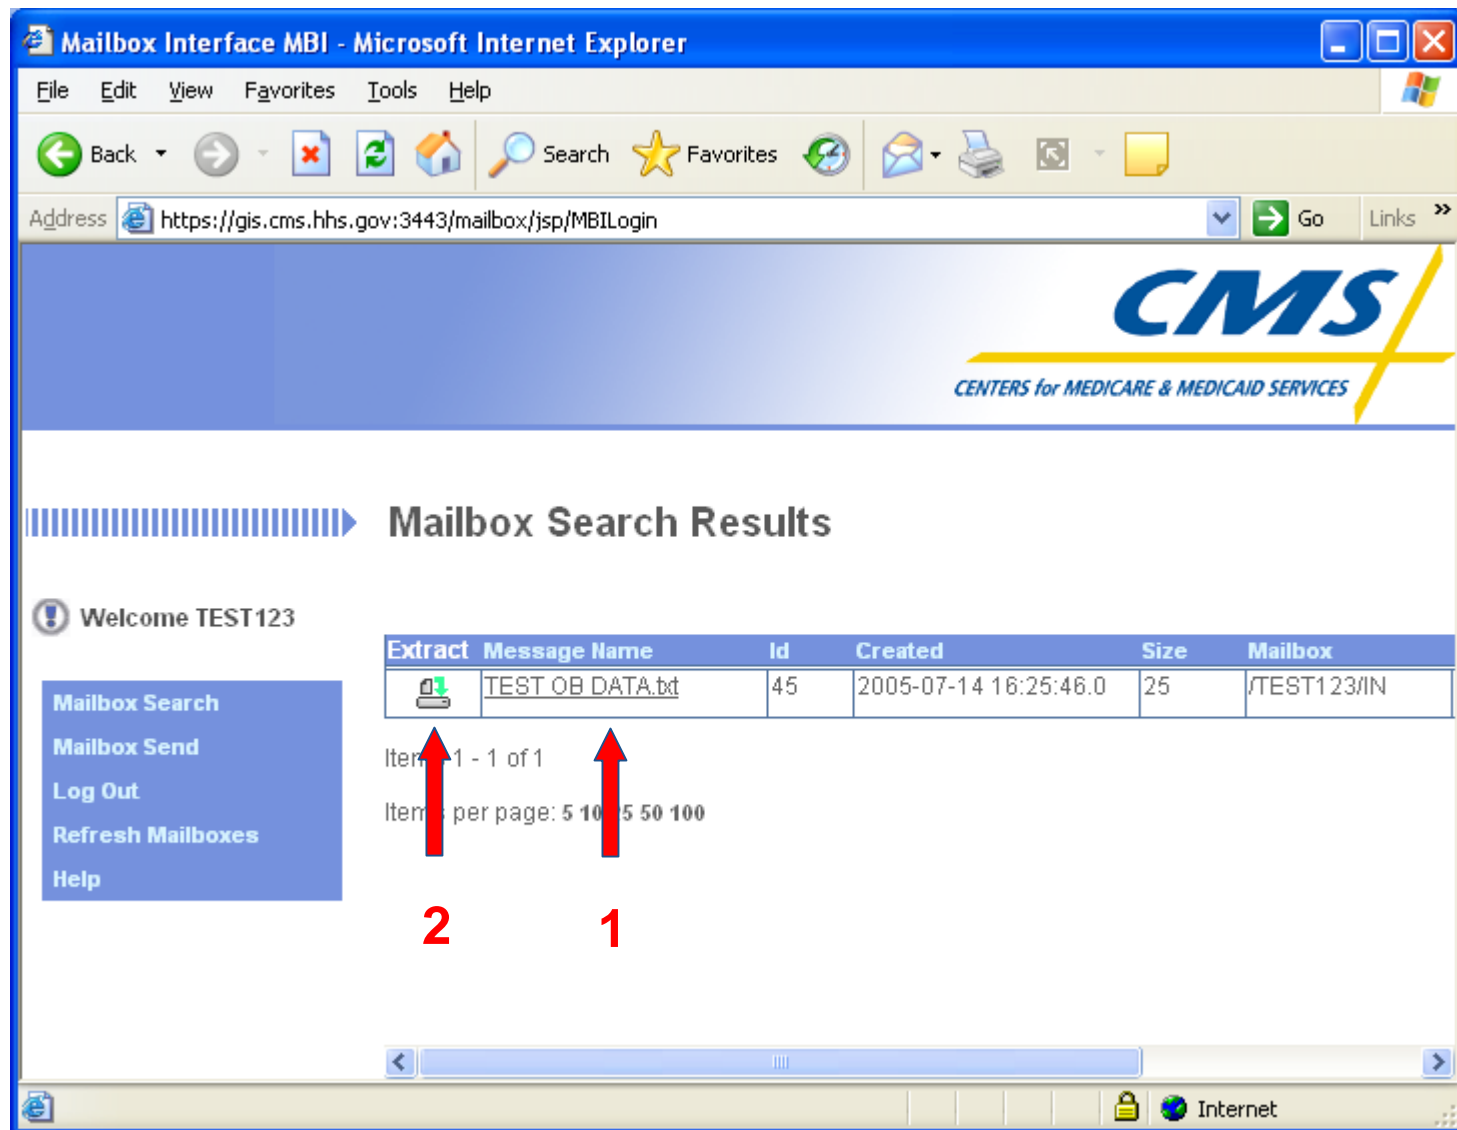 Mailbox Interface MBI - Microsoft Internet Explorer
File Edit View Favorites Tools Help
Back Search Favorites
Address https://gis.cms.hhs.gov:3443/mailbox/jsp/MBILogin Go Links »
CMS
CENTERS for MEDICARE & MEDICAID SERVICES
Mailbox Search Results
Welcome TEST123
Extract Message Name Id Created Size Mailbox
TEST OB DATA.txt 45 2005-07-14 16:25:46.0 25 /TEST123/IN
Mailbox Search
Mailbox Send
Log Out
Refresh Mailboxes
Help
1 - 1 of 1
per page: 5 10 50 100
2 1
Internet